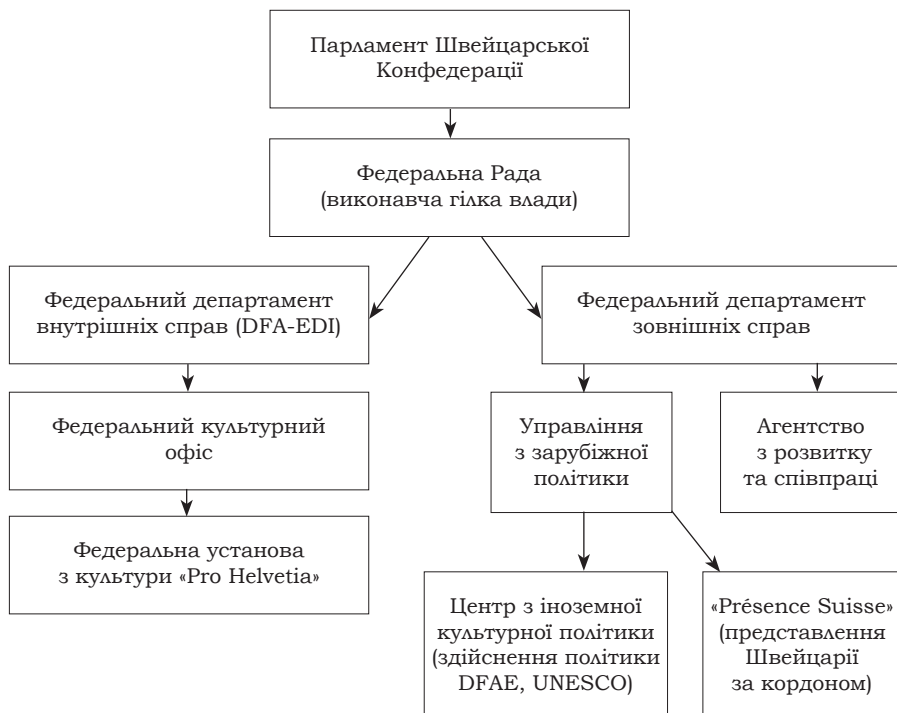 Парламент Швейцарської
Конфедерації
Федеральна Рада
(виконавча гілка влади)
Федеральний департамент
внутрішніх справ (DFA-EDI)
Федеральний департамент
зовнішніх справ
Федеральний культурний
офіс
Управління
з зарубіжної
політики
Агентство
з розвитку
та співпраці
Федеральна установа
з культури «Pro Helvetia»
Центр з іноземної
культурної політики
(здійснення політики
DFAE, UNESCO)
«Présence Suisse»
(представлення
Швейцарії
за кордоном)